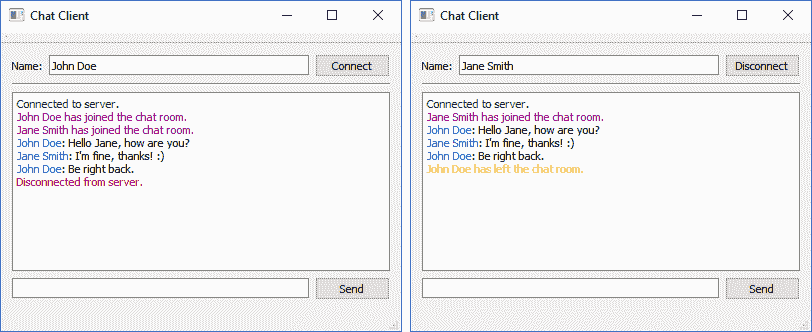 Chat Client
Name: John Doe Connect
Connected to server.
John Doe has joined the chat room.
Jane Smith has joined the chat room.
John Doe: Hello Jane, how are you?
Jane Smith: I'm fine, thanks! :)
John Doe: Be right back.
Disconnected from server.
Send
Chat Client
Name: Jane Smith Disconnect
Connected to server.
Jane Smith has joined the chat room.
John Doe: Hello Jane, how are you?
Jane Smith: I'm fine, thanks! :)
John Doe: Be right back.
John Doe has left the chat room.
Send